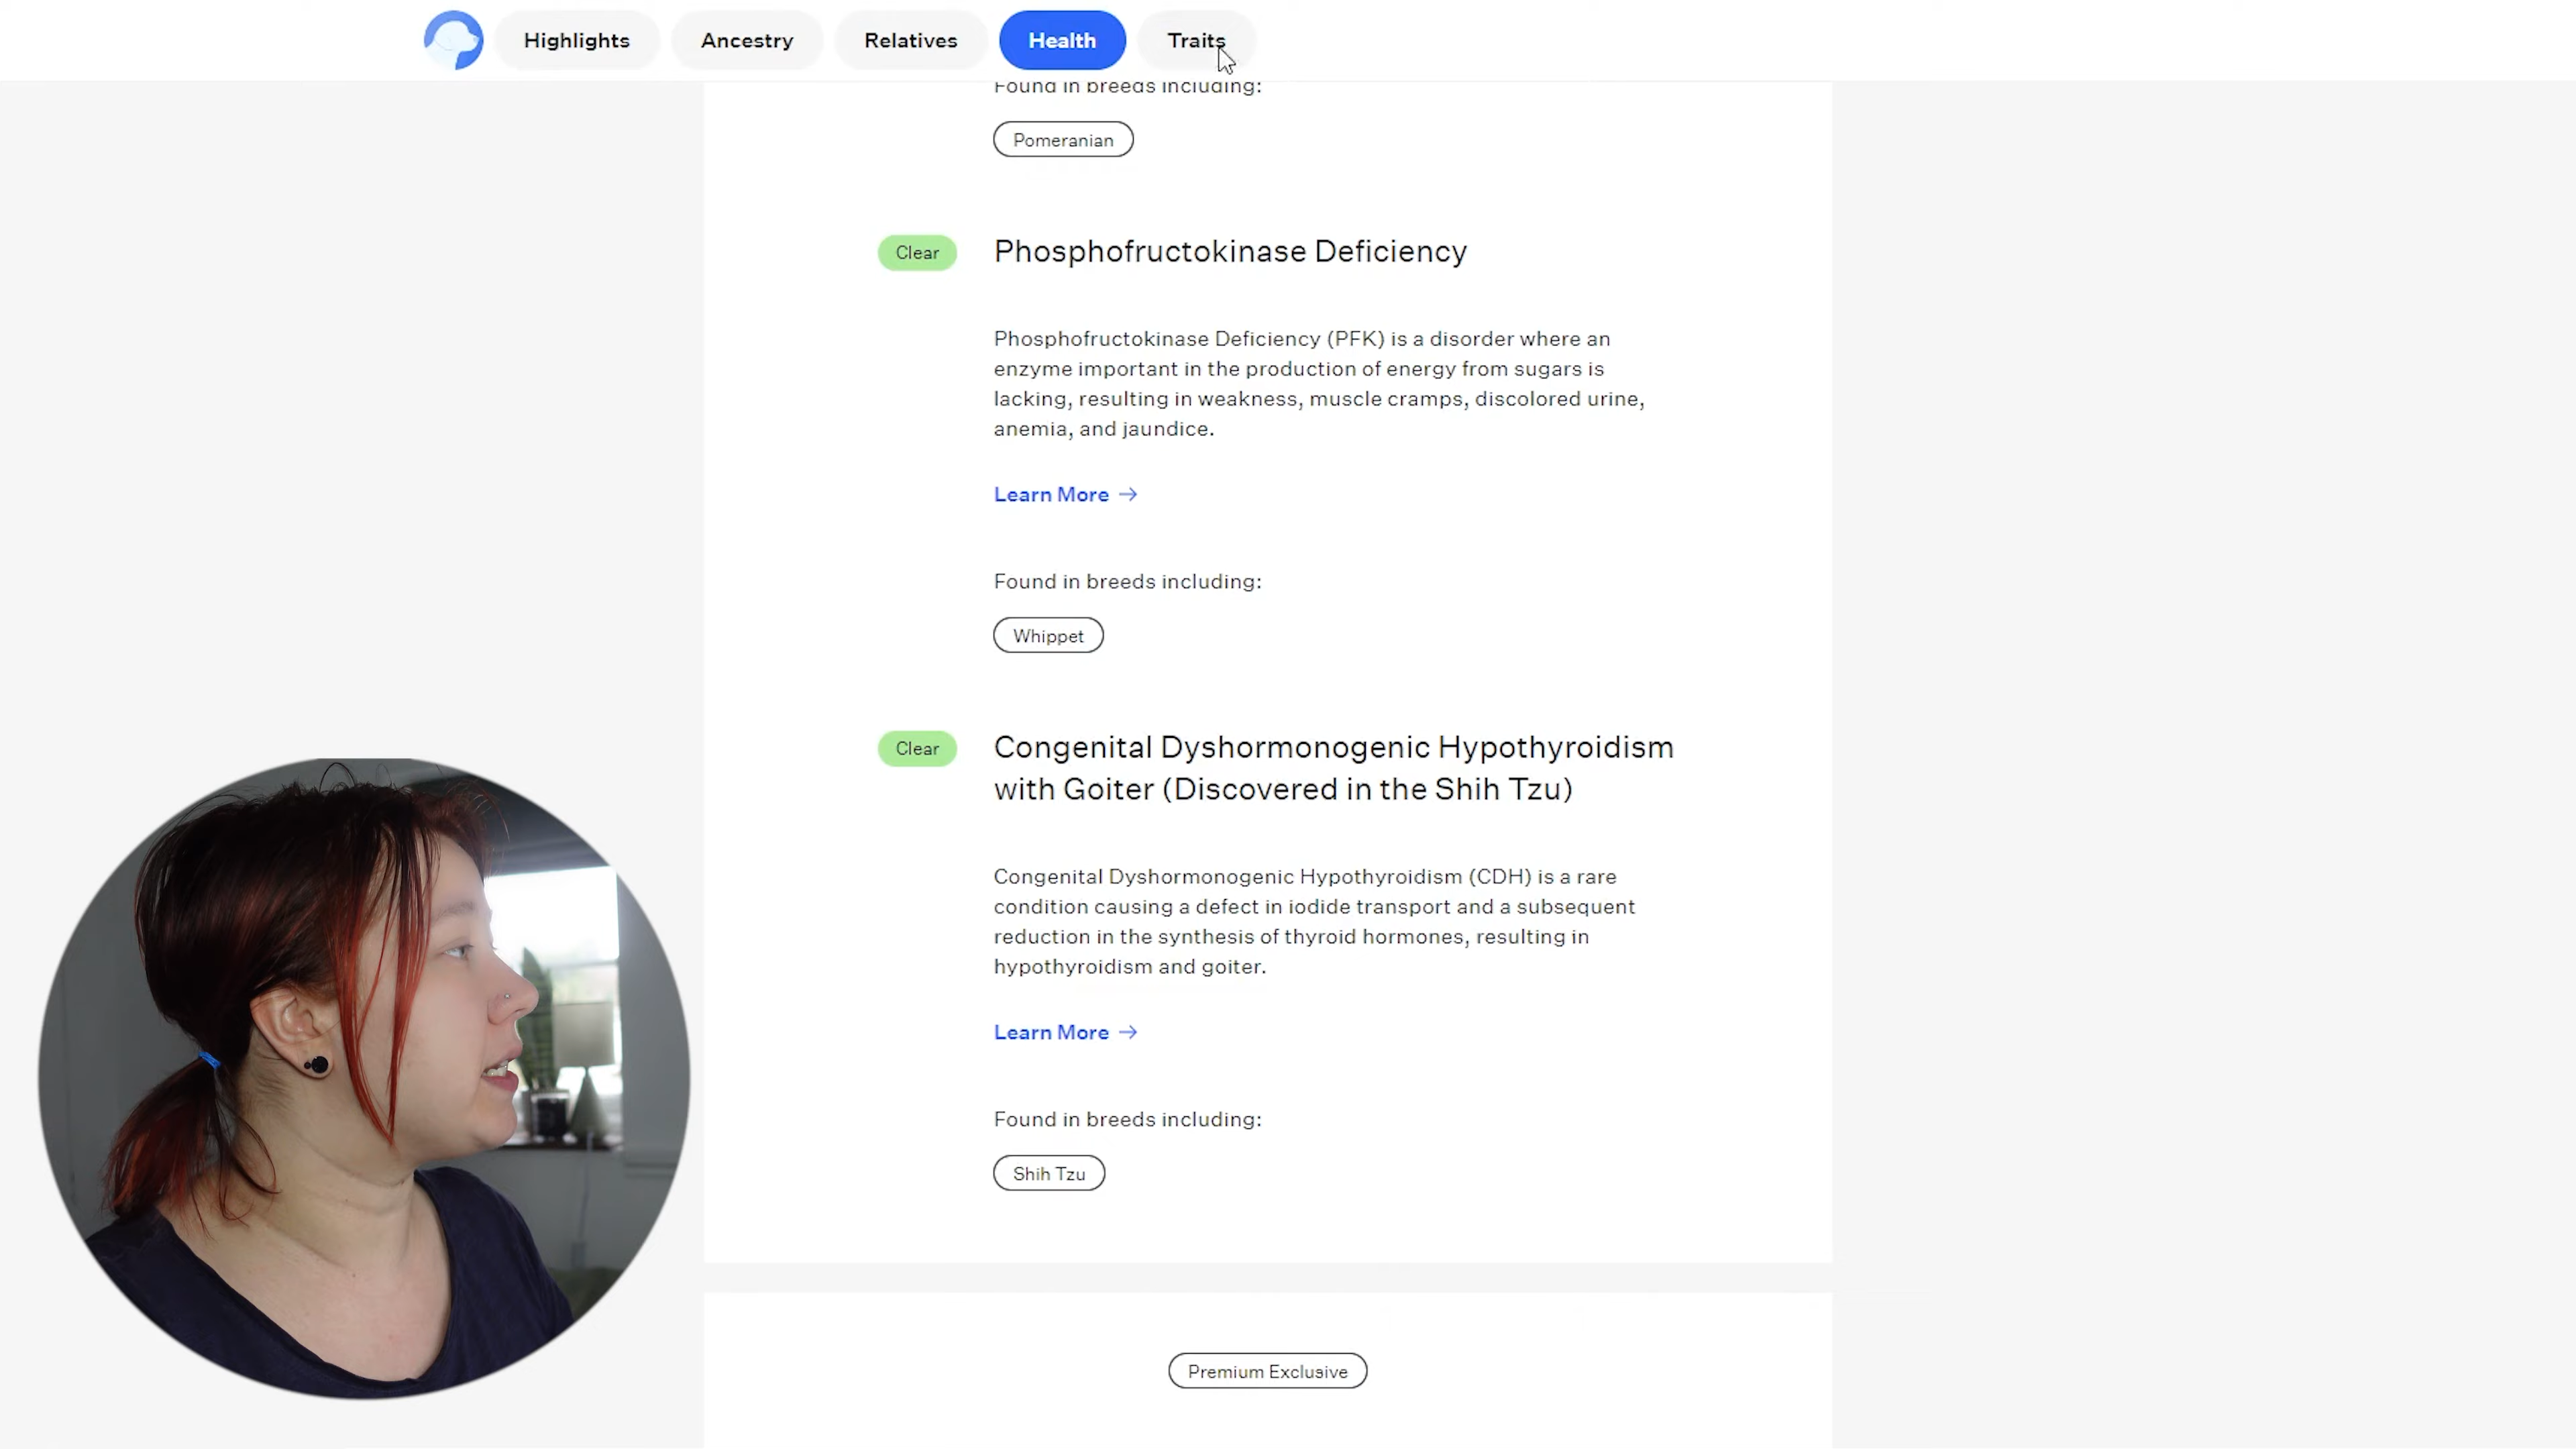 Highlights
Ancestry
Relatives
Health
Traits
Found in breeds including:
Pomeranian
Clear
Phosphofructokinase Deficiency
Phosphofructokinase Deficiency (PFK) is a disorder where an
enzyme important in the production of energy from sugars is
lacking, resulting in weakness, muscle cramps, discolored urine,
anemia, and jaundice.
Learn More →
Found in breeds including:
Whippet
Clear
Congenital Dyshormonogenic Hypothyroidism
with Goiter (Discovered in the Shih Tzu)
Congenital Dyshormonogenic Hypothyroidism (CDH) is a rare
condition causing a defect in iodide transport and a subsequent
reduction in the synthesis of thyroid hormones, resulting in
hypothyroidism and goiter.
Learn More →
Found in breeds including:
Shih Tzu
Premium Exclusive